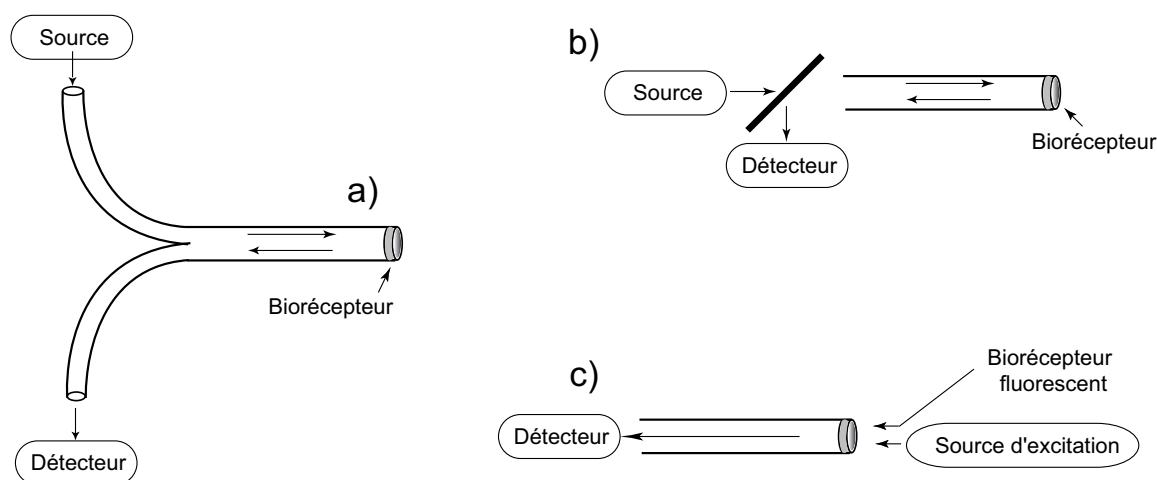 Source
a)
Biorécepteur
Détecteur
b)
Source
Détecteur
Biorécepteur
c)
Biorécepteur
fluorescent
Détecteur
Source d'excitation